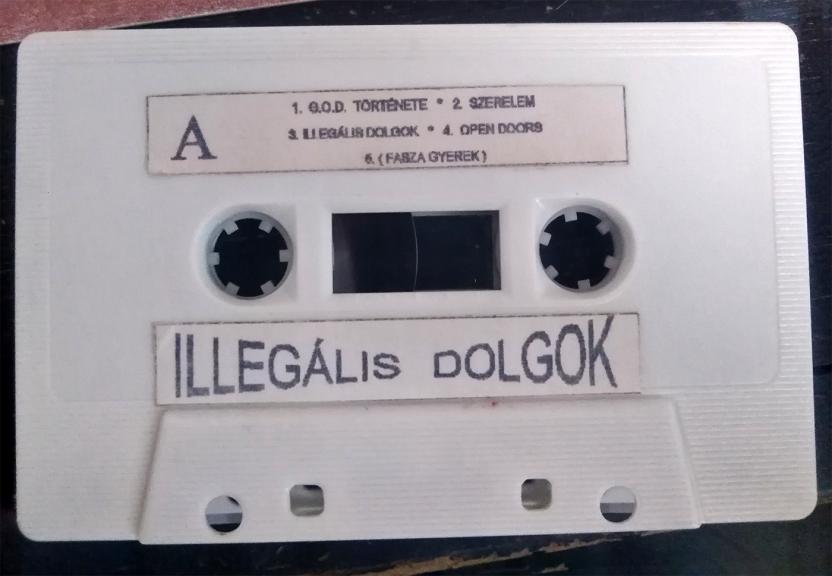 A
1. G.O.D. TÖRTÉNETE * 2. SZERELEM
3. ILLEGÁLIS DOLGOK * 4. OPEN DOORS
5. ( FASZA GYEREK )
ILLEGÁLIS DOLGOK